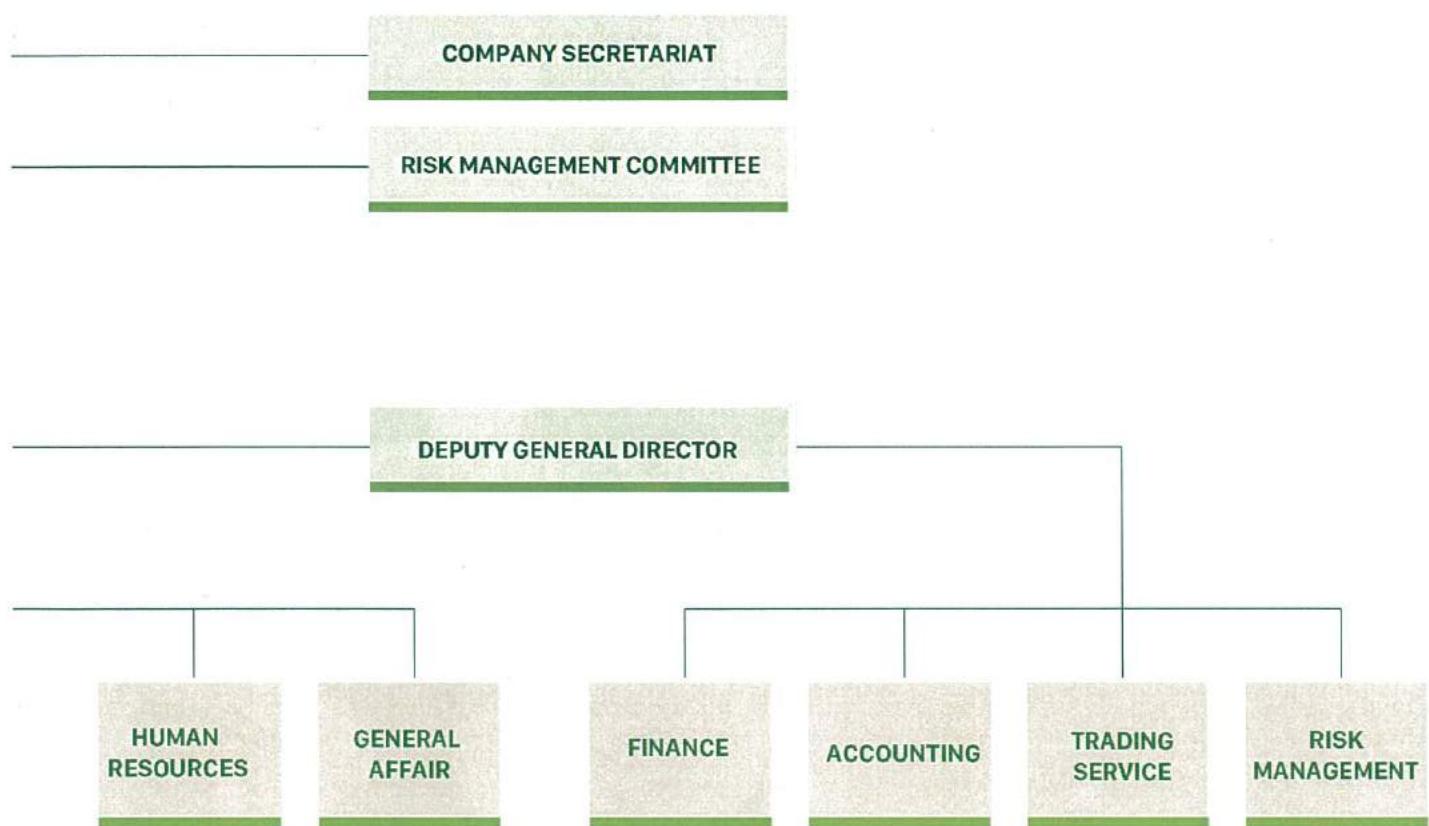 COMPANY SECRETARIAT
RISK MANAGEMENT COMMITTEE
DEPUTY GENERAL DIRECTOR
HUMAN
RESOURCES
GENERAL
AFFAIR
FINANCE
ACCOUNTING
TRADING
SERVICE
RISK
MANAGEMENT